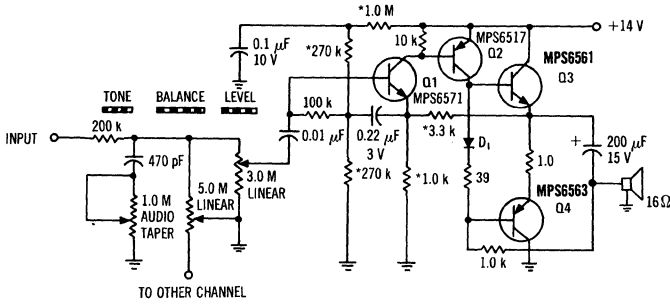 *1.0 M
+14 V
0.1 µF
10 V
*270 k
10 k
MPS6517
Q2
MPS6561
Q3
Q1
MPS6571
TONE
BALANCE
LEVEL
100 k
INPUT
200 k
0.01 µF
0.22 µF
3 V
*3.3 k
D1
+
200 µF
15 V
470 pF
3.0 M
LINEAR
1.0
5.0 M
LINEAR
*270 k
*1.0 k
39
MPS6563
Q4
16Ω
1.0 M
AUDIO
TAPER
1.0 k
TO OTHER CHANNEL